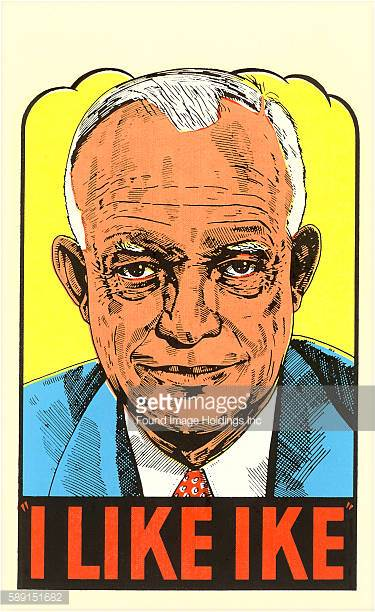 gettyimages
Found Image Holdings Inc
"I LIKE IKE"
589151682